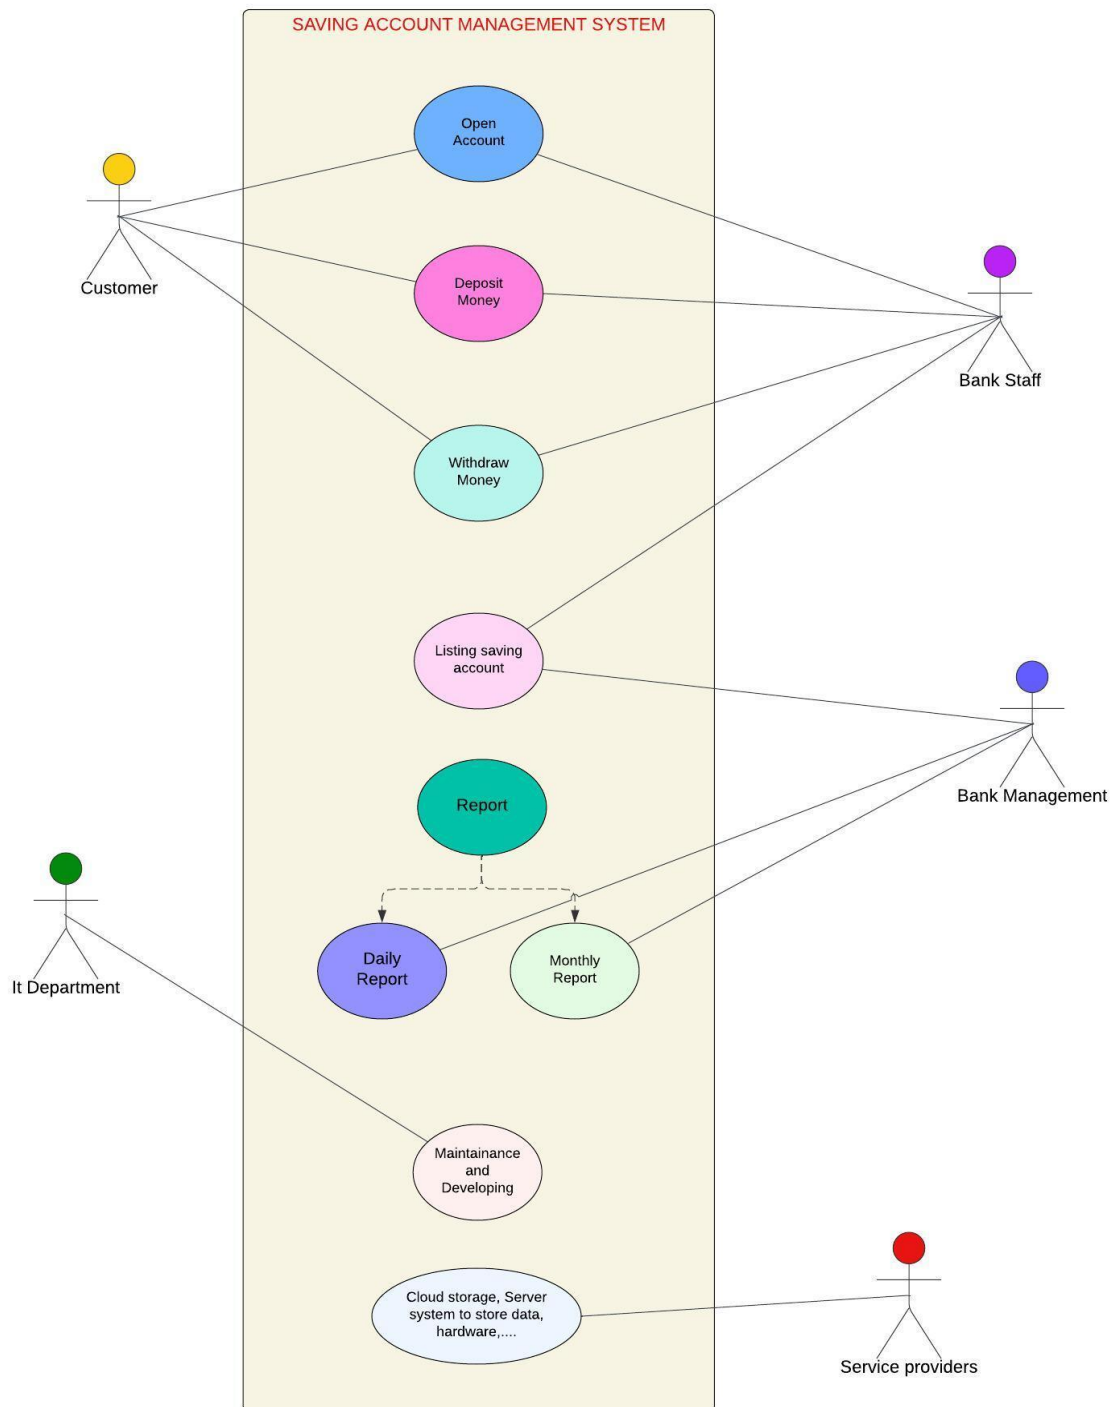 SAVING ACCOUNT MANAGEMENT SYSTEM
Open
Account
Customer
Deposit
Money
Bank Staff
Withdraw
Money
Listing saving
account
Bank Management
Report
Daily
Report
Monthly
Report
It Department
Maintainance
and
Developing
Cloud storage, Server
system to store data,
hardware,....
Service providers